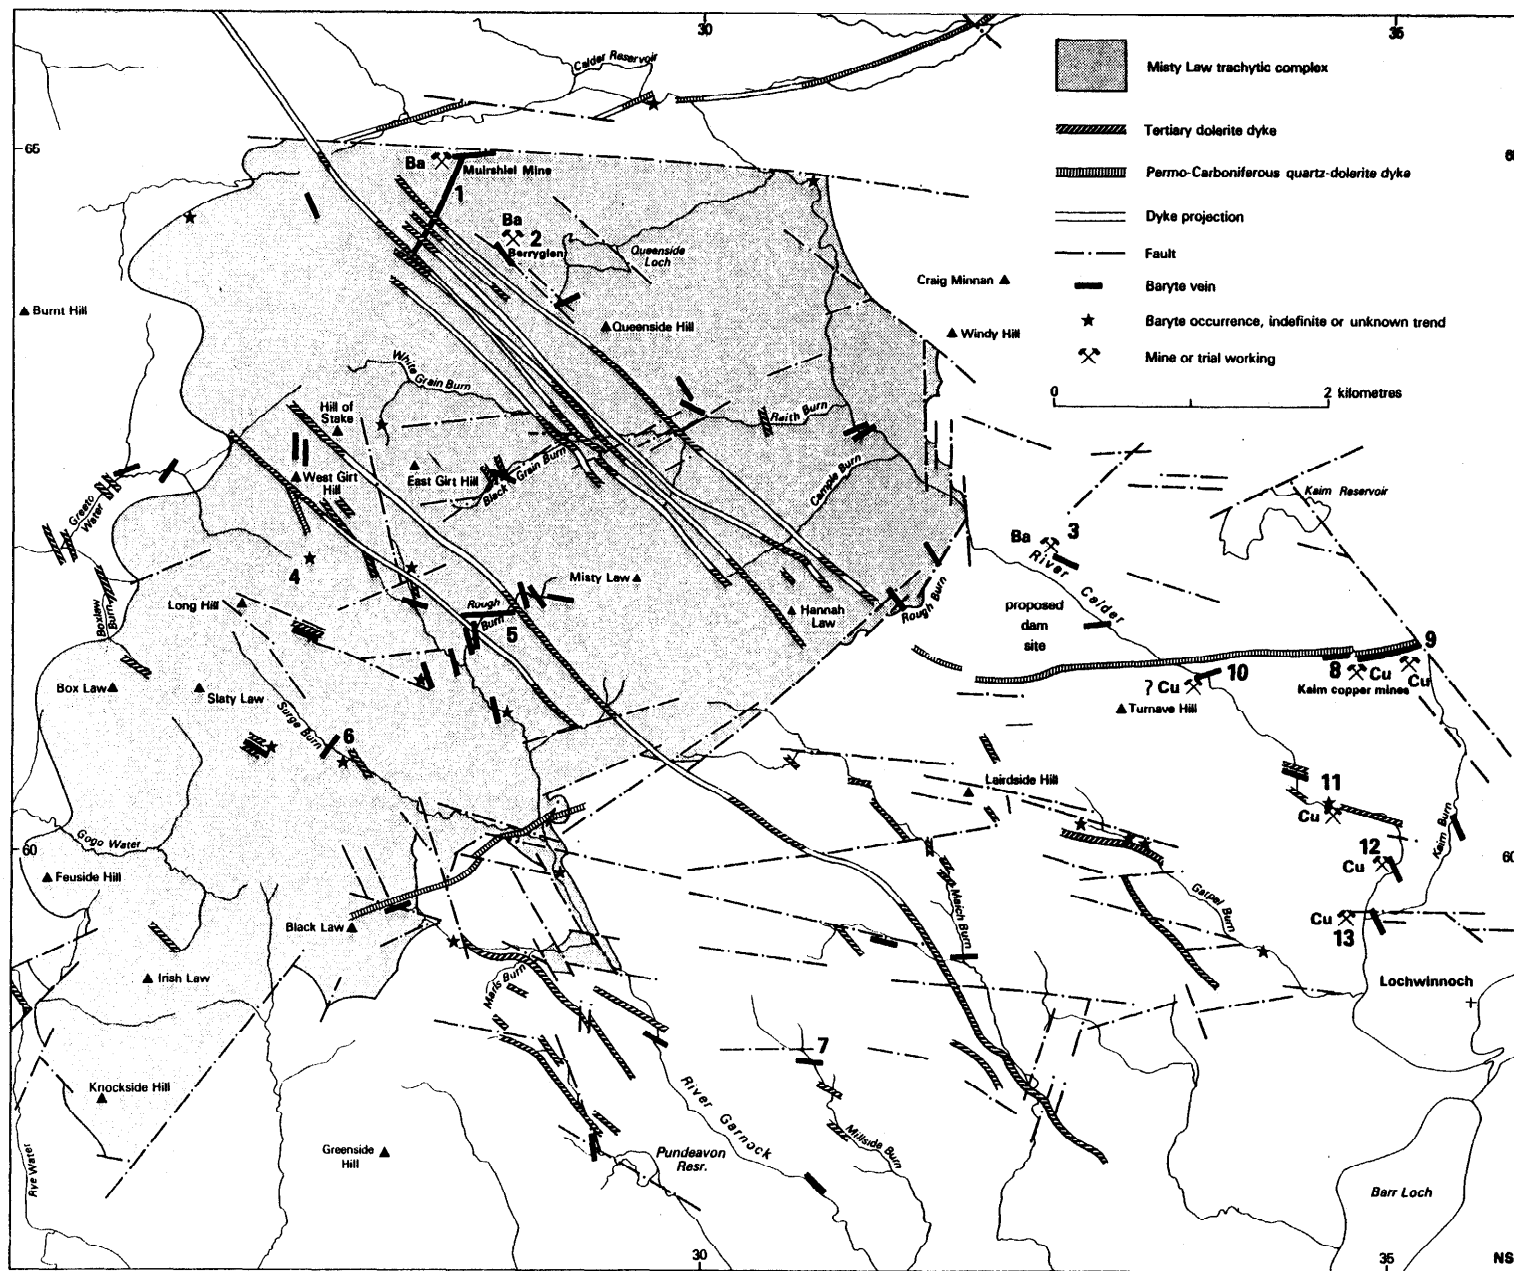 30
35
Calder Reservoir
Misty Law trachytic complex
Tertiary dolerite dyke
65
Ba
Muirshiel Mine
1
Permo-Carboniferous quartz-dolerite dyke
Ba
2
Berryglen
Queenside
Loch
Dyke projection
Fault
Craig Minnan
Baryte vein
Burnt Hill
Queenside Hill
Windy Hill
Baryte occurrence, indefinite or unknown trend
Mine or trial working
White Grain Burn
0
2 kilometres
Hill of
Stake
Raith Burn
West Girt
Hill
East Girt Hill
Black Grain Burn
Cample Burn
Greeto
Water
Kaim Reservoir
3
Ba
River Calder
4
Misty Law
Long Hill
Boxlaw
Burn
Rough
Burn
5
Hannah
Law
Rough Burn
proposed
dam
site
9
Box Law
Slaty Law
10
8
Cu
Cu
? Cu
Kaim copper mines
Turnave Hill
Surge Burn
6
Lairdside Hill
11
Cu
Kaim Burn
Gogo Water
60
60
12
Cu
Feuside Hill
Maich Burn
Garpel Burn
Black Law
Cu
13
Irish Law
Maris Burn
Lochwinnoch
7
Knockside Hill
River Garnock
Millside Burn
Rye Water
Greenside
Hill
Pundeavon
Resr.
Barr Loch
30
35
NS